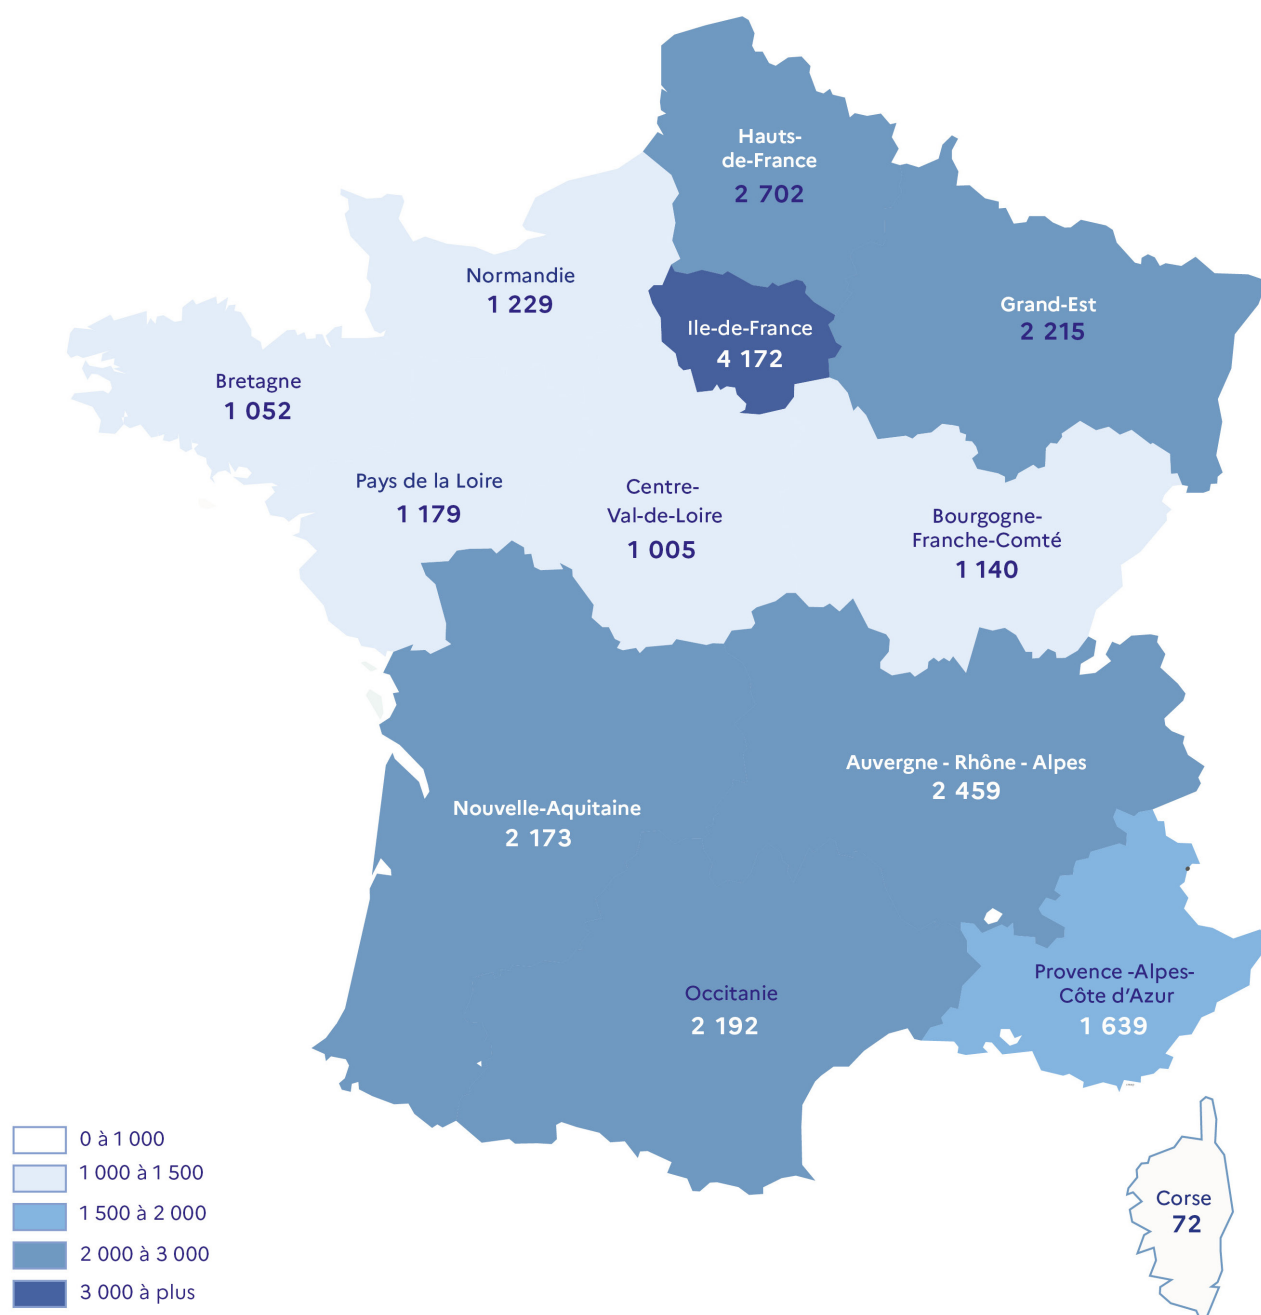 Hauts-
de-France
2 702
Normandie
1 229
Ile-de-France
4 172
Grand-Est
2 215
Bretagne
1 052
Pays de la Loire
1 179
Centre-
Val-de-Loire
1 005
Bourgogne-
Franche-Comté
1 140
Auvergne - Rhône - Alpes
2 459
Nouvelle-Aquitaine
2 173
Occitanie
2 192
Provence -Alpes-
Côte d’Azur
1 639
Corse
72
0 à 1 000
1 000 à 1 500
1 500 à 2 000
2 000 à 3 000
3 000 à plus